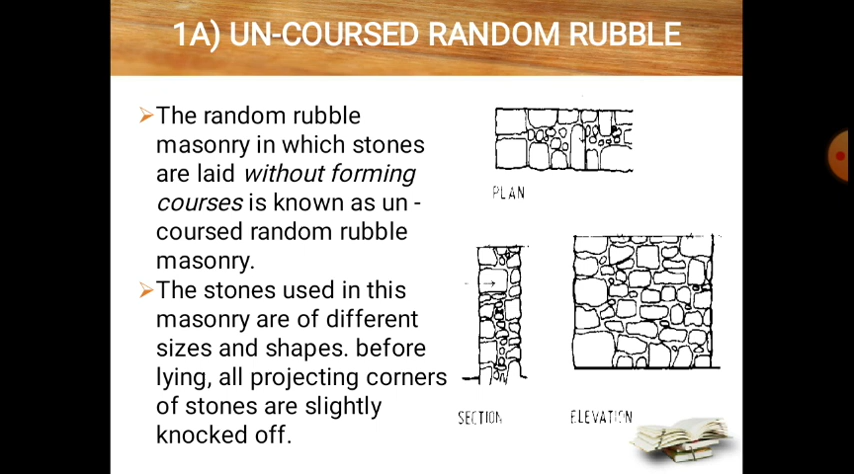 1A) UN-COURSED RANDOM RUBBLE
The random rubble
masonry in which stones
are laid without forming
courses is known as un -
coursed random rubble
masonry.
The stones used in this
masonry are of different
sizes and shapes. before
lying, all projecting corners
of stones are slightly
knocked off.
PLAN
SECTION
ELEVATION